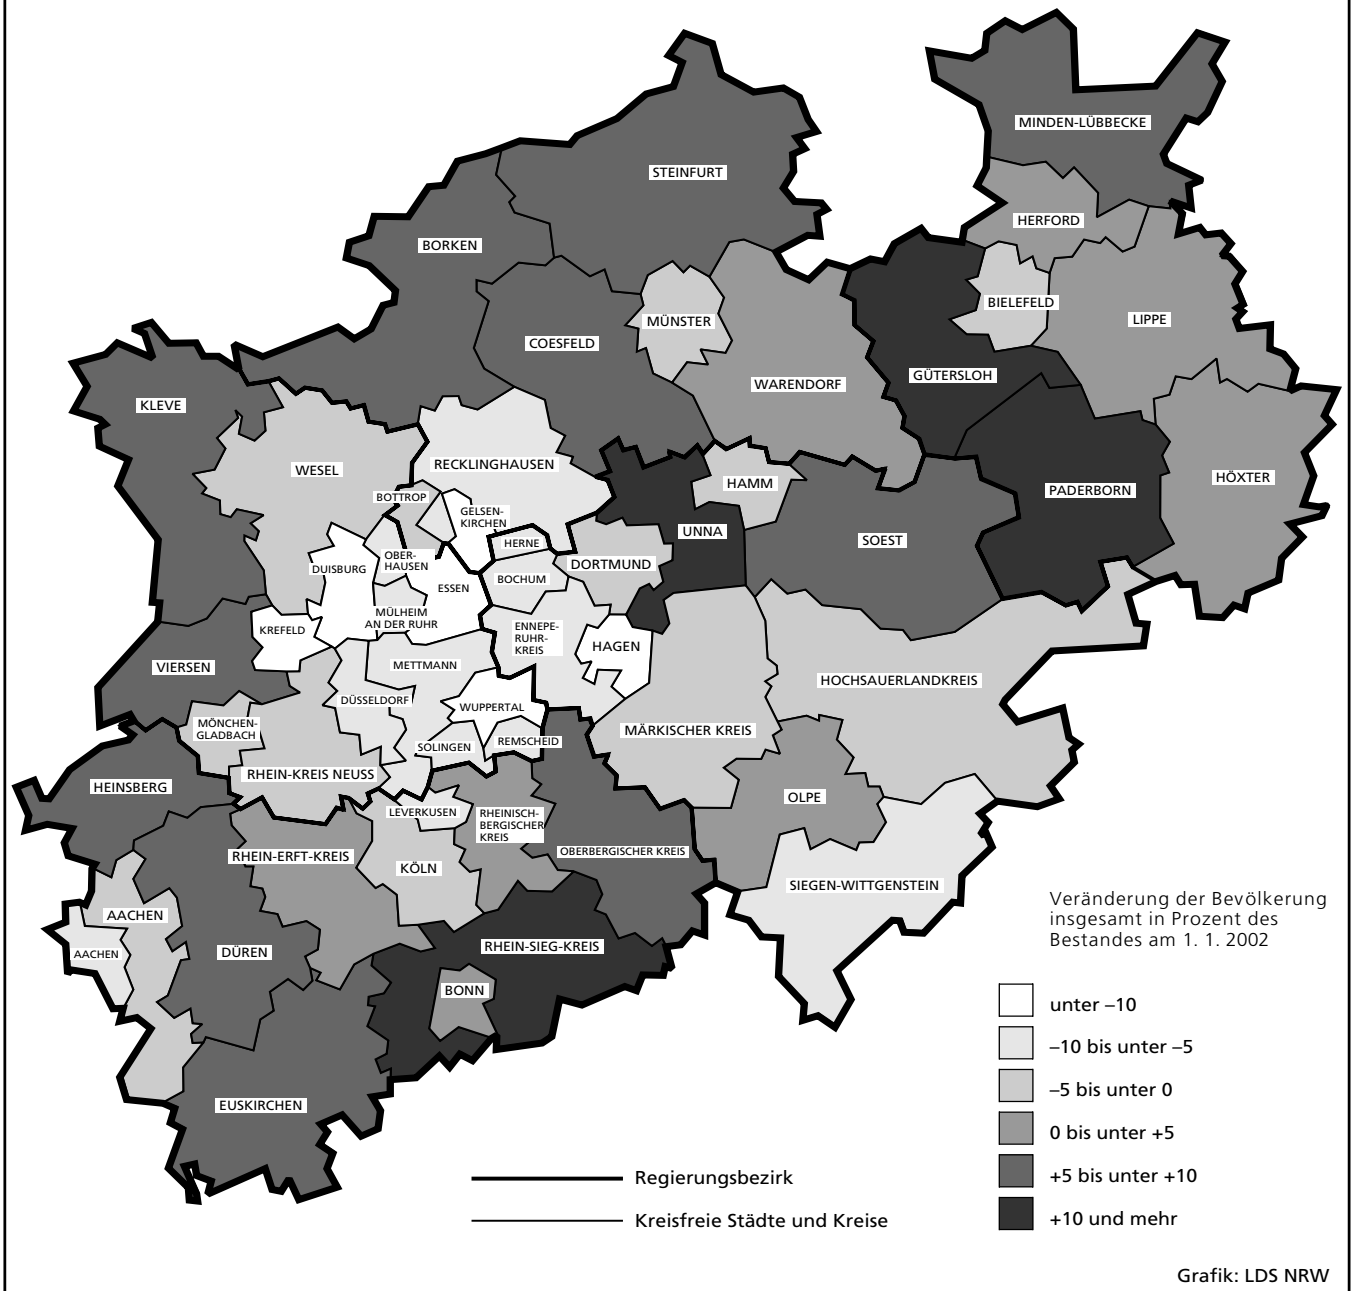 MINDEN-LÜBBECKE
STEINFURT
HERFORD
BORKEN
BIELEFELD
LIPPE
MÜNSTER
COESFELD
GÜTERSLOH
WARENDORF
KLEVE
RECKLINGHAUSEN
WESEL
HAMM
HÖXTER
PADERBORN
BOTTROP
GELSEN-
KIRCHEN
UNNA
SOEST
HERNE
OBER-
HAUSEN
DUISBURG
DORTMUND
BOCHUM
ESSEN
MÜLHEIM
AN DER RUHR
KREFELD
ENNEPE-
RUHR-
KREIS
HAGEN
VIERSEN
METTMANN
HOCHSAUERLANDKREIS
DÜSSELDORF
WUPPERTAL
MÖNCHEN-
GLADBACH
MÄRKISCHER KREIS
SOLINGEN
REMSCHEID
RHEIN-KREIS NEUSS
HEINSBERG
OLPE
LEVERKUSEN
RHEINISCH-
BERGISCHER
KREIS
RHEIN-ERFT-KREIS
KÖLN
OBERBERGISCHER KREIS
SIEGEN-WITTGENSTEIN
AACHEN
AACHEN
DÜREN
RHEIN-SIEG-KREIS
BONN
EUSKIRCHEN
Veränderung der Bevölkerung
insgesamt in Prozent des
Bestandes am 1. 1. 2002
unter –10
–10 bis unter –5
–5 bis unter 0
0 bis unter +5
+5 bis unter +10
+10 und mehr
Regierungsbezirk
Kreisfreie Städte und Kreise
Grafik: LDS NRW